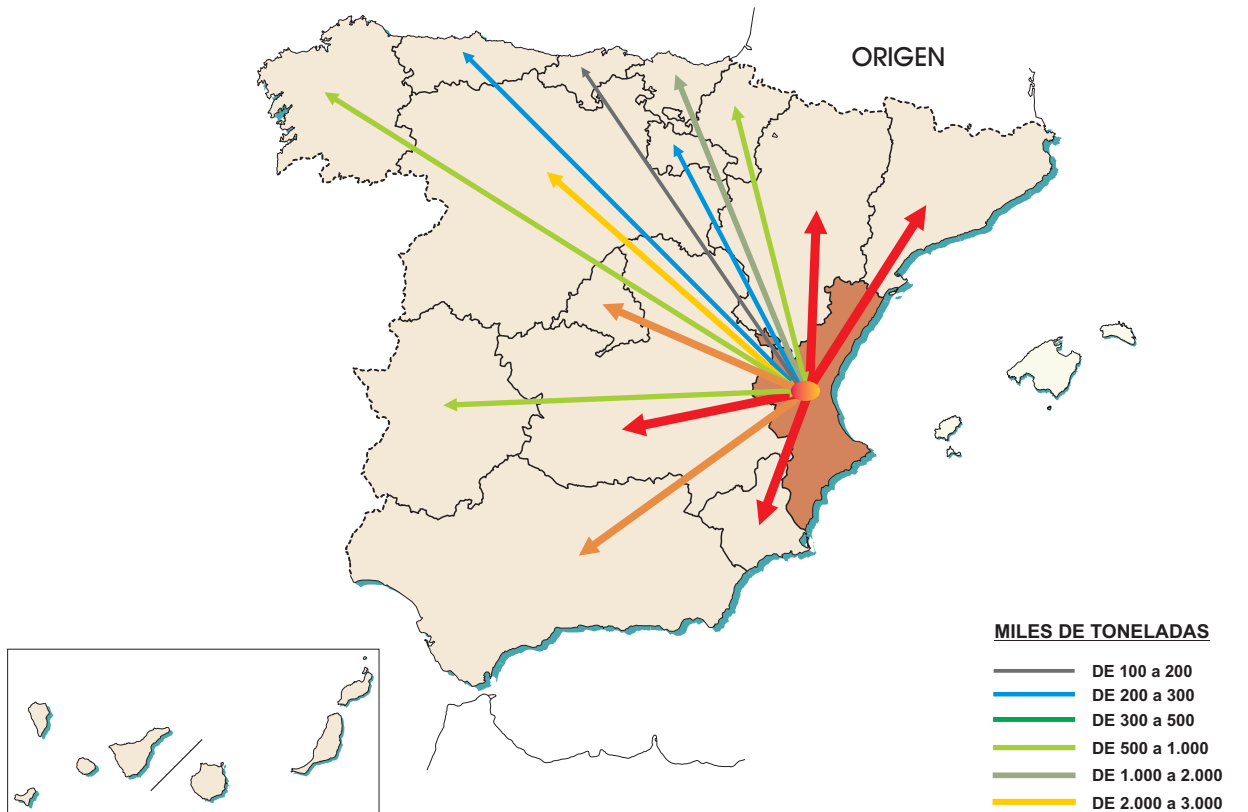 ORIGEN
MILES DE TONELADAS
DE 100 a 200
DE 200 a 300
DE 300 a 500
DE 500 a 1.000
DE 1.000 a 2.000
DE 2.000 a 3.000